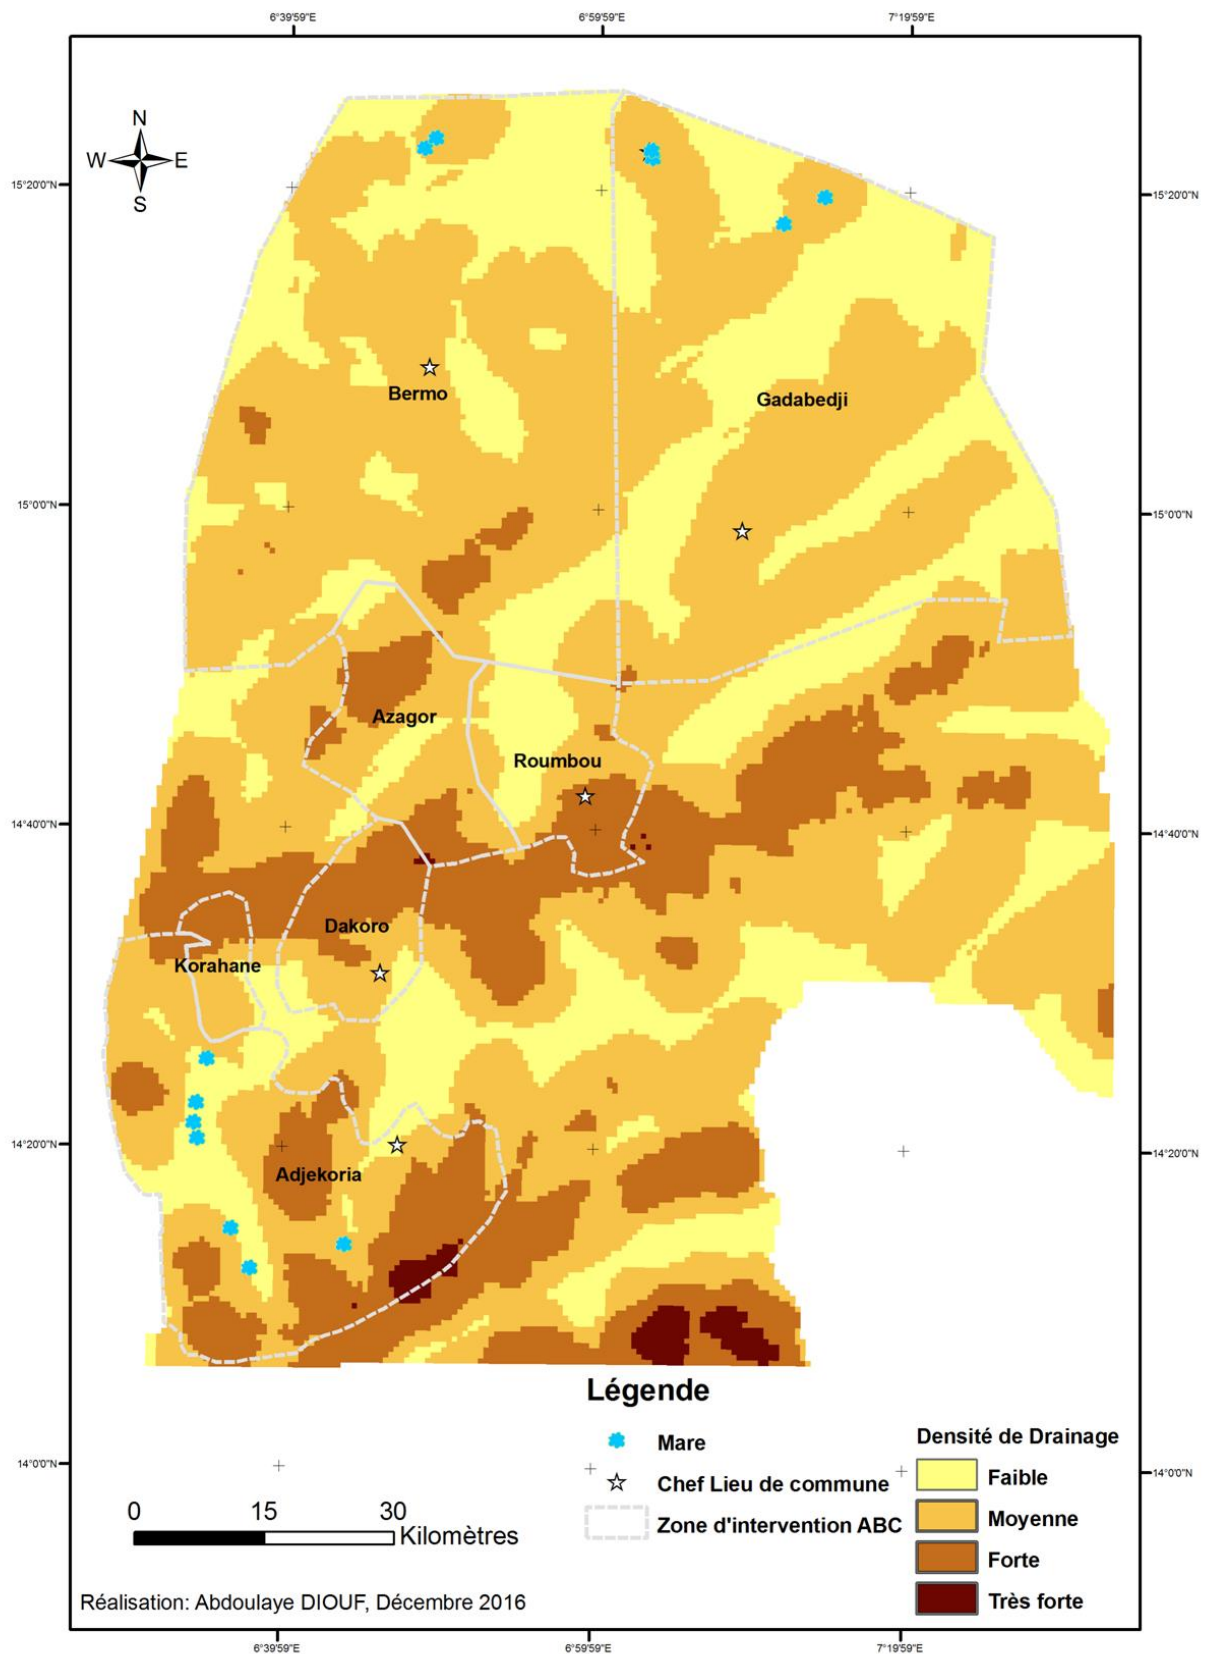 6°39'59"E 6°59'59"E 7°19'59"E
N
W E
S
15°20'0"N 15°20'0"N
Bermo
Gadabedji
15°0'0"N 15°0'0"N
Azagor
Roumbou
14°40'0"N 14°40'0"N
Dakoro
Korahane
14°20'0"N 14°20'0"N
Adjekoria
Légende
Mare
Chef Lieu de commune
Zone d'intervention ABC
Densité de Drainage
Faible
Moyenne
Forte
Très forte
14°0'0"N 14°0'0"N
0 15 30
Kilomètres
Réalisation: Abdoulaye DIOUF, Décembre 2016
6°39'59"E 6°59'59"E 7°19'59"E